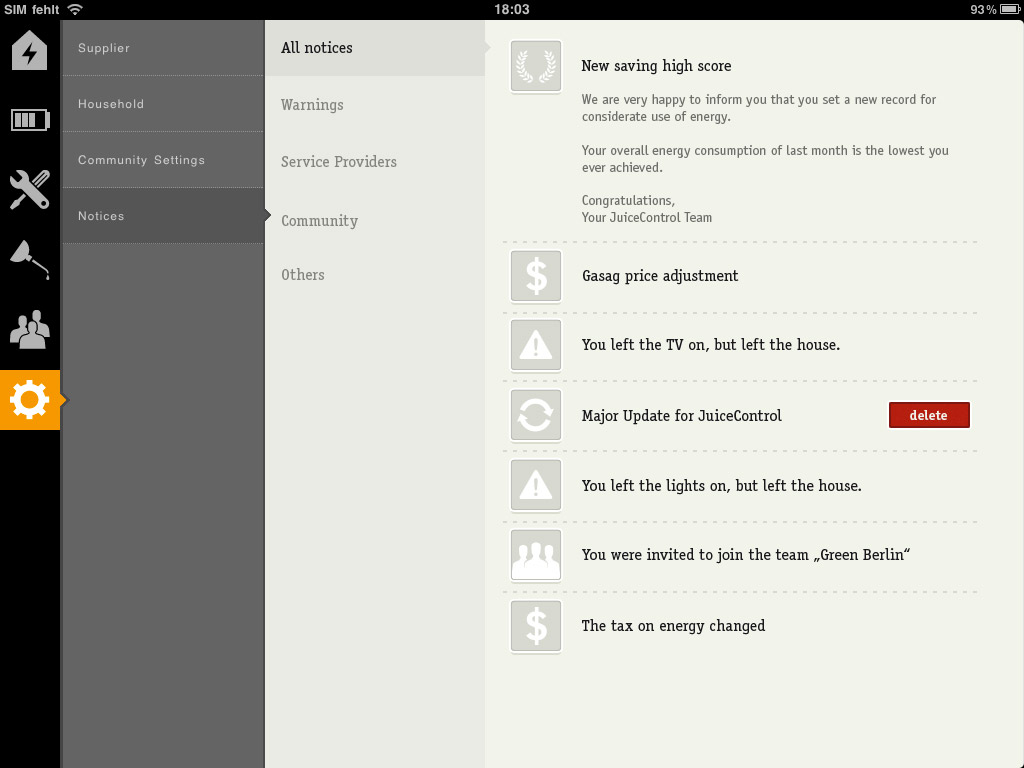 SIM fehlt
18:03
93%
Supplier
Household
Community Settings
Notices
All notices
Warnings
Service Providers
Community
Others
New saving high score
We are very happy to inform you that you set a new record for
considerate use of energy.
Your overall energy consumption of last month is the lowest you
ever achieved.
Congratulations,
Your JuiceControl Team
Gasag price adjustment
You left the TV on, but left the house.
Major Update for JuiceControl
delete
You left the lights on, but left the house.
You were invited to join the team „Green Berlin“
The tax on energy changed